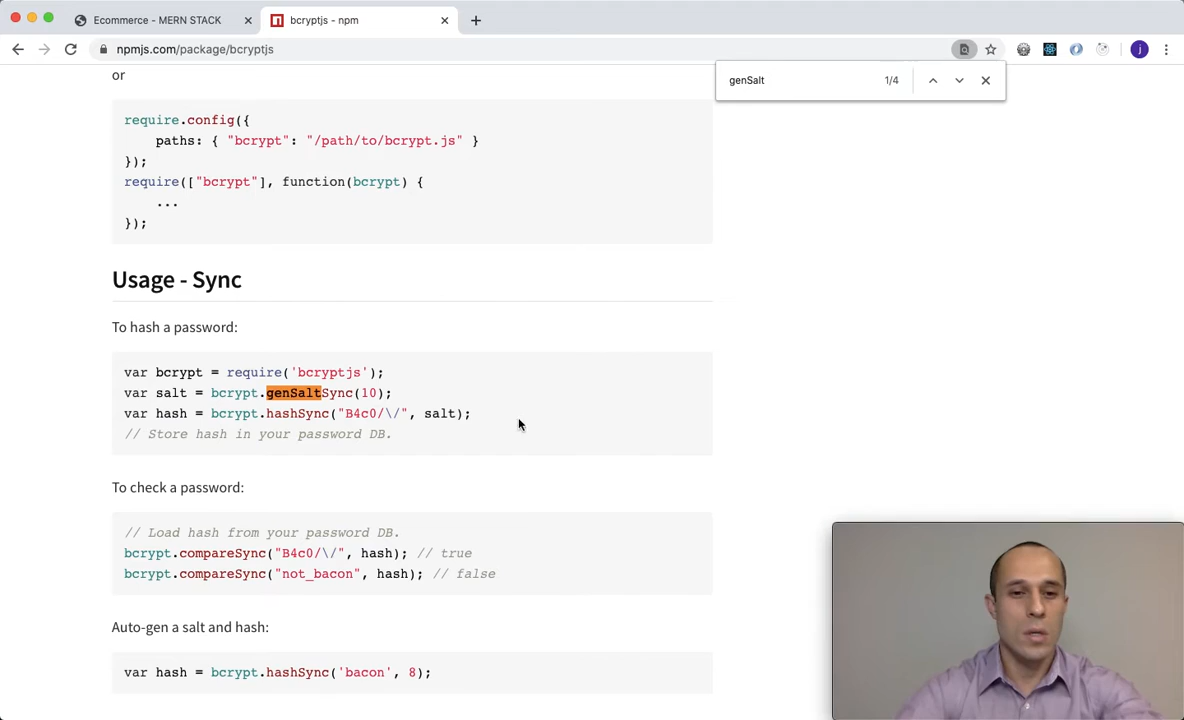 Ecommerce - MERN STACK
bcryptjs - npm
npmjs.com/package/bcryptjs
j
genSalt 1/4
or
require.config({
paths: { "bcrypt": "/path/to/bcrypt.js" }
});
require(["bcrypt"], function(bcrypt) {
...
});
Usage - Sync
To hash a password:
var bcrypt = require('bcryptjs');
var salt = bcrypt.genSaltSync(10);
var hash = bcrypt.hashSync("B4c0/\/", salt);
// Store hash in your password DB.
To check a password:
// Load hash from your password DB.
bcrypt.compareSync("B4c0/\/", hash); // true
bcrypt.compareSync("not_bacon", hash); // false
Auto-gen a salt and hash:
var hash = bcrypt.hashSync('bacon', 8);